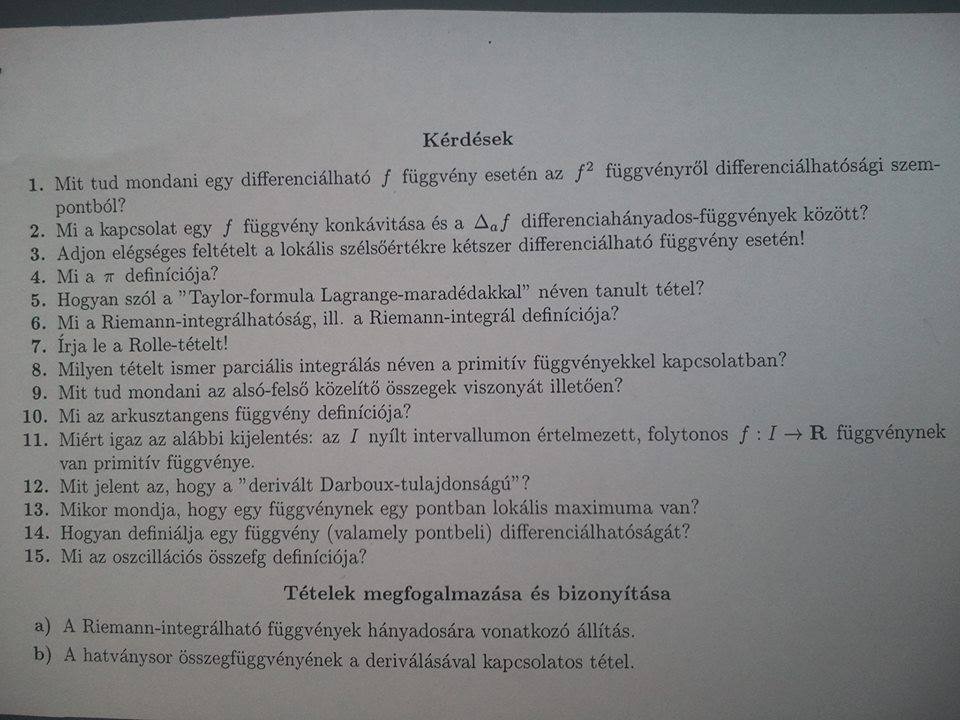 Kérdések
1. Mit tud mondani egy differenciálható f függvény esetén az f² függvényről differenciálhatósági szem-
pontból?
2. Mi a kapcsolat egy f függvény konkávitása és a Δₐf differenciahányados-függvények között?
3. Adjon elégséges feltételt a lokális szélsőértékre kétszer differenciálható függvény esetén!
4. Mi a π definíciója?
5. Hogyan szól a "Taylor-formula Lagrange-maradédakkal" néven tanult tétel?
6. Mi a Riemann-integrálhatóság, ill. a Riemann-integrál definíciója?
7. Írja le a Rolle-tételt!
8. Milyen tételt ismer parciális integrálás néven a primitív függvényekkel kapcsolatban?
9. Mit tud mondani az alsó-felső közelítő összegek viszonyát illetően?
10. Mi az arkusztangens függvény definíciója?
11. Miért igaz az alábbi kijelentés: az I nyílt intervallumon értelmezett, folytonos f : I → R függvénynek
van primitív függvénye.
12. Mit jelent az, hogy a "derivált Darboux-tulajdonságú"?
13. Mikor mondja, hogy egy függvénynek egy pontban lokális maximuma van?
14. Hogyan definiálja egy függvény (valamely pontbeli) differenciálhatóságát?
15. Mi az oszcillációs összefg definíciója?
Tételek megfogalmazása és bizonyítása
a) A Riemann-integrálható függvények hányadosára vonatkozó állítás.
b) A hatványsor összegfüggvényének a deriválásával kapcsolatos tétel.